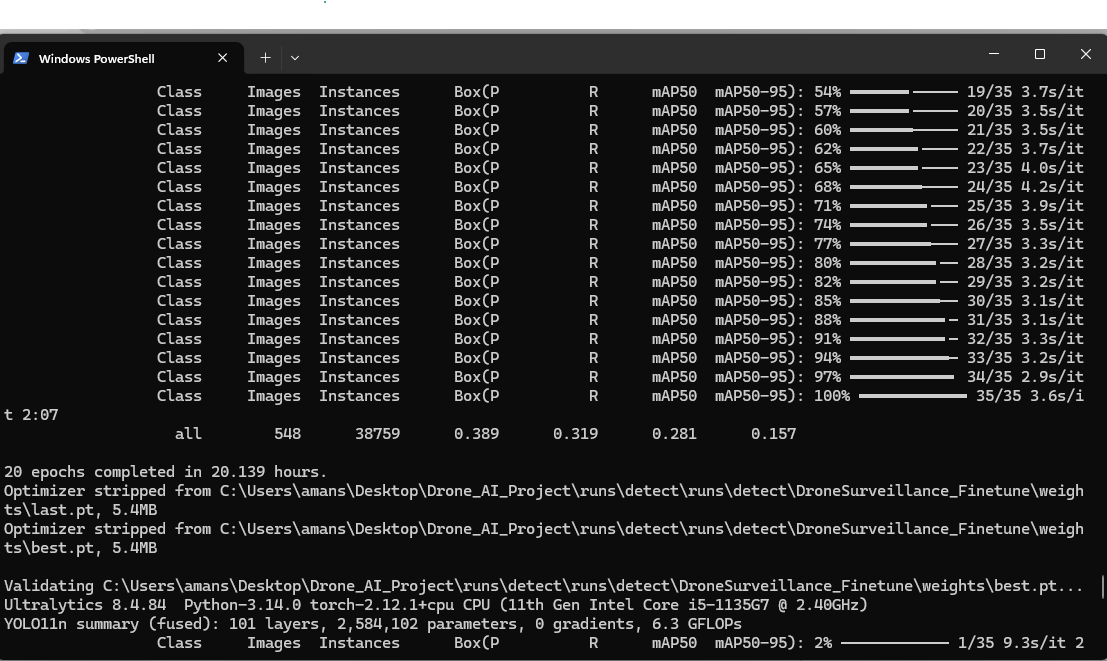 Windows PowerShell
Class Images Instances Box(P R mAP50 mAP50-95): 54% 19/35 3.7s/it
Class Images Instances Box(P R mAP50 mAP50-95): 57% 20/35 3.5s/it
Class Images Instances Box(P R mAP50 mAP50-95): 60% 21/35 3.5s/it
Class Images Instances Box(P R mAP50 mAP50-95): 62% 22/35 3.7s/it
Class Images Instances Box(P R mAP50 mAP50-95): 65% 23/35 4.0s/it
Class Images Instances Box(P R mAP50 mAP50-95): 68% 24/35 4.2s/it
Class Images Instances Box(P R mAP50 mAP50-95): 71% 25/35 3.9s/it
Class Images Instances Box(P R mAP50 mAP50-95): 74% 26/35 3.5s/it
Class Images Instances Box(P R mAP50 mAP50-95): 77% 27/35 3.3s/it
Class Images Instances Box(P R mAP50 mAP50-95): 80% 28/35 3.2s/it
Class Images Instances Box(P R mAP50 mAP50-95): 82% 29/35 3.2s/it
Class Images Instances Box(P R mAP50 mAP50-95): 85% 30/35 3.1s/it
Class Images Instances Box(P R mAP50 mAP50-95): 88% 31/35 3.1s/it
Class Images Instances Box(P R mAP50 mAP50-95): 91% 32/35 3.3s/it
Class Images Instances Box(P R mAP50 mAP50-95): 94% 33/35 3.2s/it
Class Images Instances Box(P R mAP50 mAP50-95): 97% 34/35 2.9s/it
Class Images Instances Box(P R mAP50 mAP50-95): 100% 35/35 3.6s/i
t 2:07
all 548 38759 0.389 0.319 0.281 0.157
20 epochs completed in 20.139 hours.
Optimizer stripped from C:\Users\amans\Desktop\Drone_AI_Project\runs\detect\runs\detect\DroneSurveillance_Finetune\weigh
ts\last.pt, 5.4MB
Optimizer stripped from C:\Users\amans\Desktop\Drone_AI_Project\runs\detect\runs\detect\DroneSurveillance_Finetune\weigh
ts\best.pt, 5.4MB
Validating C:\Users\amans\Desktop\Drone_AI_Project\runs\detect\runs\detect\DroneSurveillance_Finetune\weights\best.pt...
Ultralytics 8.4.84 Python-3.14.0 torch-2.12.1+cpu CPU (11th Gen Intel Core i5-1135G7 @ 2.40GHz)
YOLO11n summary (fused): 101 layers, 2,584,102 parameters, 0 gradients, 6.3 GFLOPs
Class Images Instances Box(P R mAP50 mAP50-95): 2% 1/35 9.3s/it 2